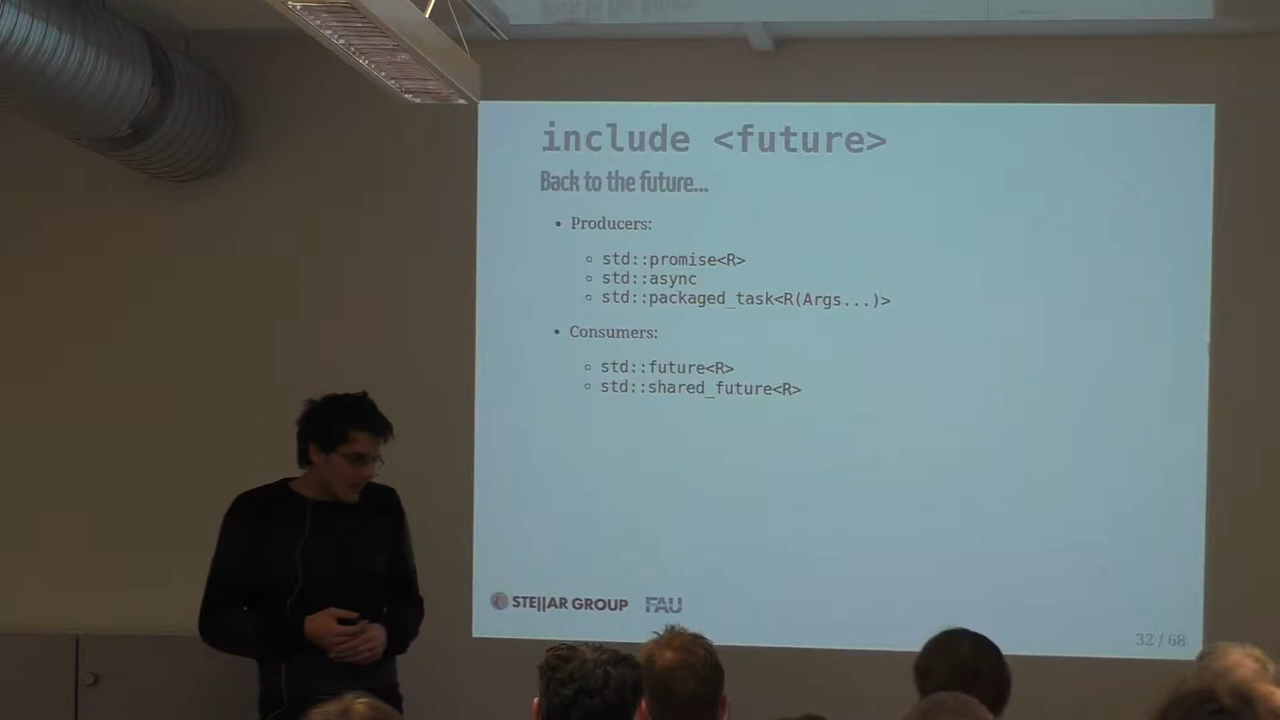 include <future>
Back to the future...
• Producers:
◦ std::promise<R>
◦ std::async
◦ std::packaged_task<R(Args...)>
• Consumers:
◦ std::future<R>
◦ std::shared_future<R>
STE||AR GROUP FAU
32 / 68